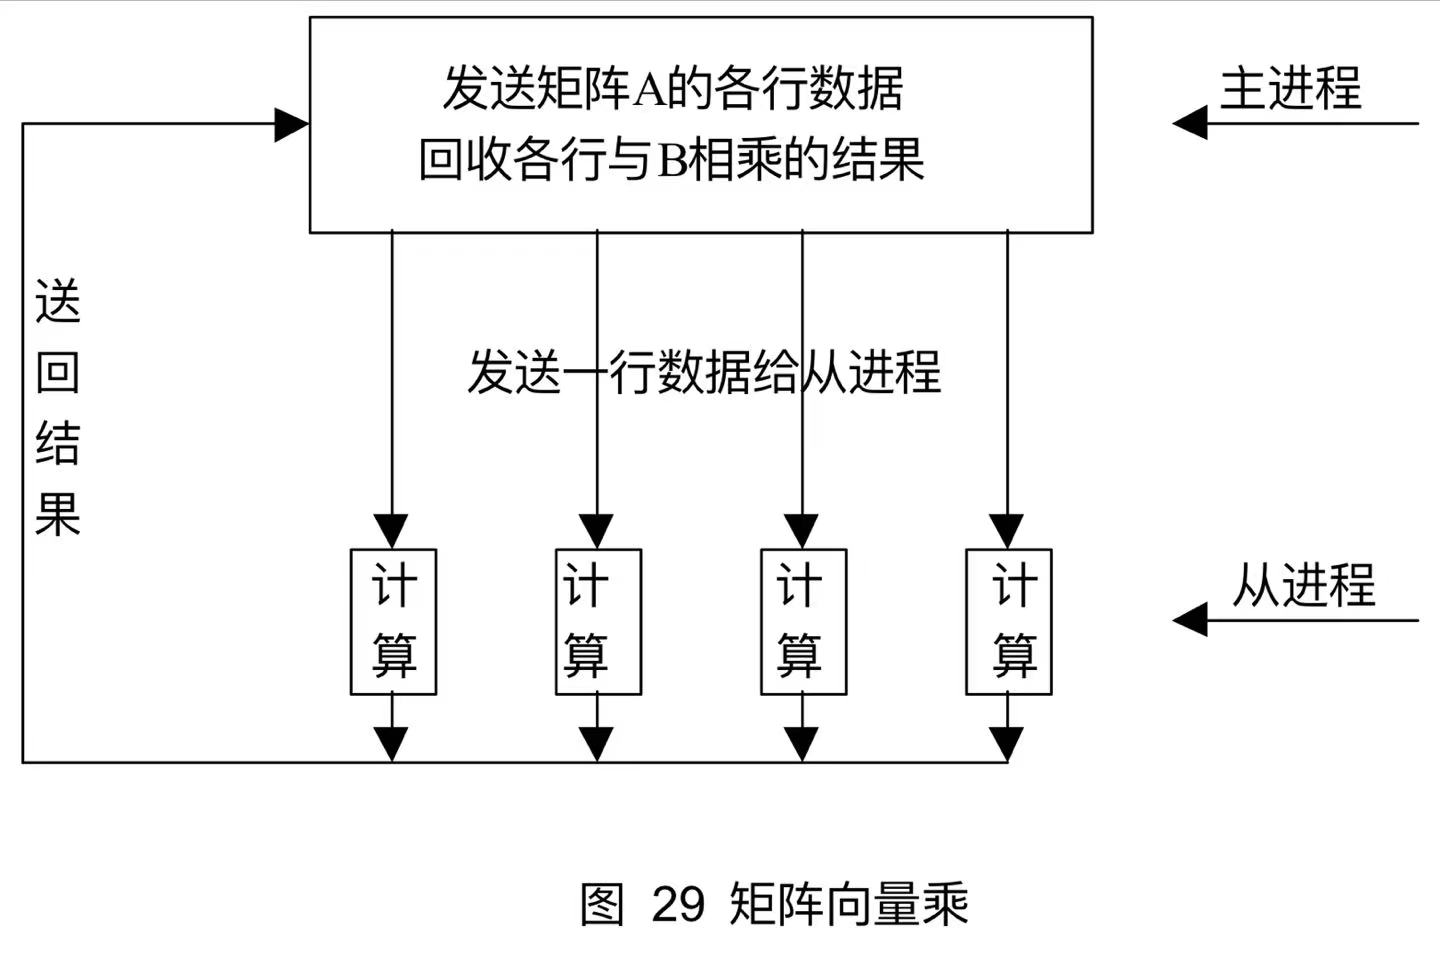 发送矩阵A的各行数据
回收各行与B相乘的结果
主进程
送回结果
发送一行数据给从进程
计算
计算
计算
计算
从进程
图 29 矩阵向量乘